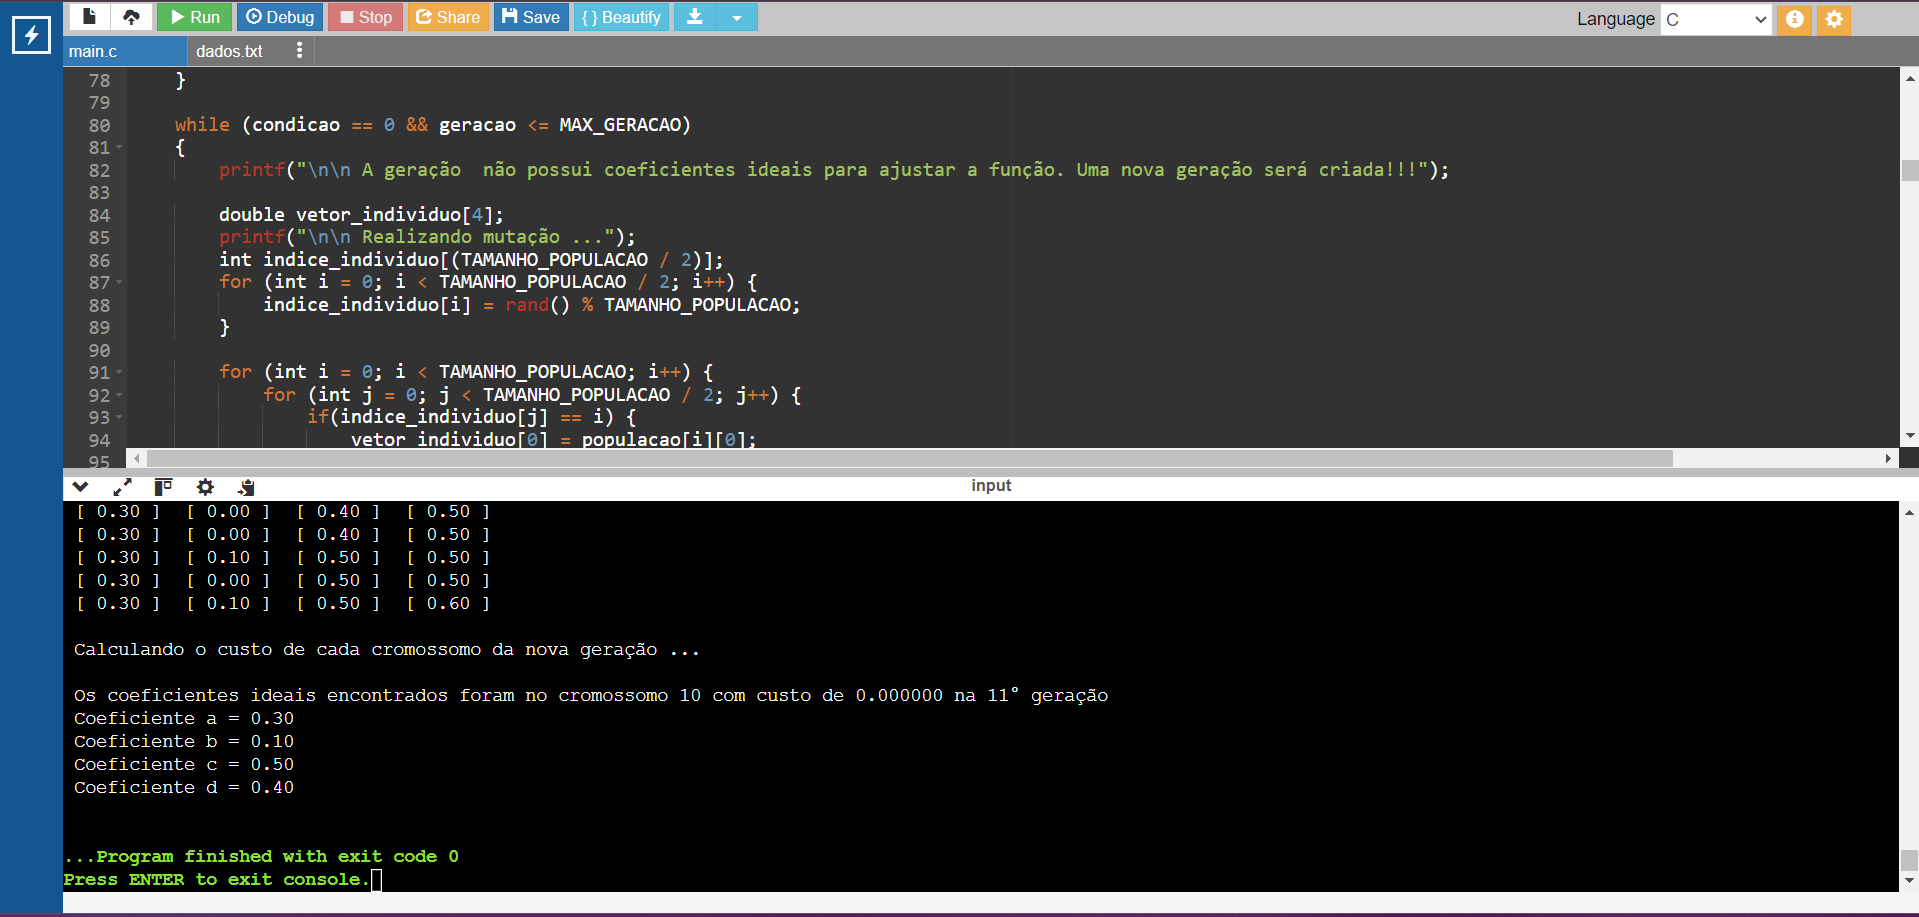 Run Debug Stop Share Save { } Beautify Language C
main.c dados.txt
78 }
79
80 while (condicao == 0 && geracao <= MAX_GERACAO)
81 {
82 printf("\n\n A geração  não possui coeficientes ideais para ajustar a função. Uma nova geração será criada!!!");
83
84 double vetor_individuo[4];
85 printf("\n\n Realizando mutação ...");
86 int indice_individuo[(TAMANHO_POPULACAO / 2)];
87 for (int i = 0; i < TAMANHO_POPULACAO / 2; i++) {
88 indice_individuo[i] = rand() % TAMANHO_POPULACAO;
89 }
90
91 for (int i = 0; i < TAMANHO_POPULACAO; i++) {
92 for (int j = 0; j < TAMANHO_POPULACAO / 2; j++) {
93 if(indice_individuo[j] == i) {
94 vetor_individuo[0] = populacao[i][0];
95
input
[ 0.30 ] [ 0.00 ] [ 0.40 ] [ 0.50 ]
[ 0.30 ] [ 0.00 ] [ 0.40 ] [ 0.50 ]
[ 0.30 ] [ 0.10 ] [ 0.50 ] [ 0.50 ]
[ 0.30 ] [ 0.00 ] [ 0.50 ] [ 0.50 ]
[ 0.30 ] [ 0.10 ] [ 0.50 ] [ 0.60 ]
Calculando o custo de cada cromossomo da nova geração ...
Os coeficientes ideais encontrados foram no cromossomo 10 com custo de 0.000000 na 11° geração
Coeficiente a = 0.30
Coeficiente b = 0.10
Coeficiente c = 0.50
Coeficiente d = 0.40
...Program finished with exit code 0
Press ENTER to exit console.